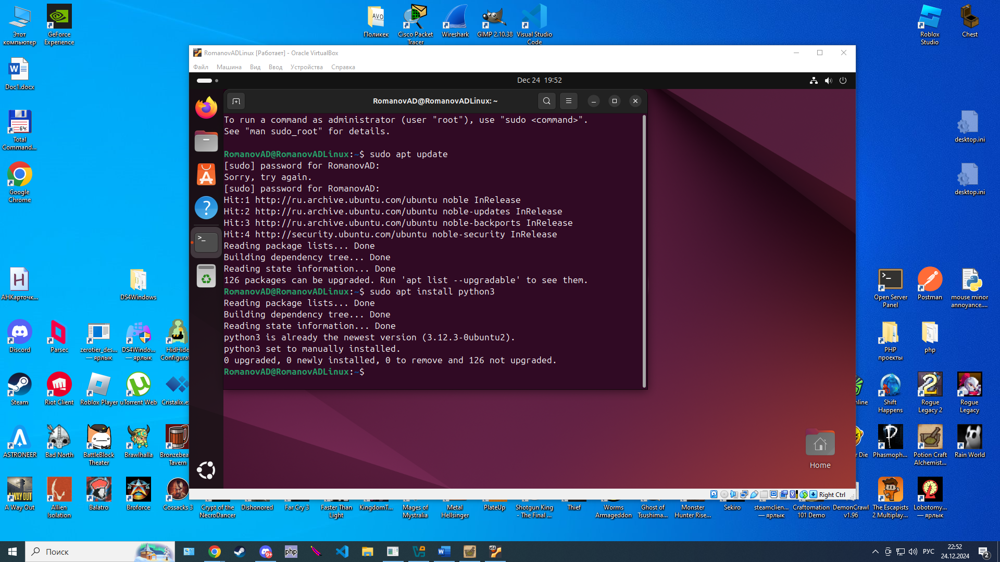 Этот компьютер
GeForce Experience
Поликек
Cisco Packet Tracer
Wireshark
GIMP 2.10.38
Visual Studio Code
Roblox Studio
Chest
RomanovADLinux [Работает] - Oracle VirtualBox
Файл Машина Вид Ввод Устройства Справка
Dec 24 19:52
RomanovAD@RomanovADLinux: ~
To run a command as administrator (user "root"), use "sudo <command>".
See "man sudo_root" for details.
RomanovAD@RomanovADLinux:~$ sudo apt update
[sudo] password for RomanovAD:
Sorry, try again.
[sudo] password for RomanovAD:
Hit:1 http://ru.archive.ubuntu.com/ubuntu noble InRelease
Hit:2 http://ru.archive.ubuntu.com/ubuntu noble-updates InRelease
Hit:3 http://ru.archive.ubuntu.com/ubuntu noble-backports InRelease
Hit:4 http://security.ubuntu.com/ubuntu noble-security InRelease
Reading package lists... Done
Building dependency tree... Done
Reading state information... Done
126 packages can be upgraded. Run 'apt list --upgradable' to see them.
RomanovAD@RomanovADLinux:~$ sudo apt install python3
Reading package lists... Done
Building dependency tree... Done
Reading state information... Done
python3 is already the newest version (3.12.3-0ubuntu2).
python3 set to manually installed.
0 upgraded, 0 newly installed, 0 to remove and 126 not upgraded.
RomanovAD@RomanovADLinux:~$
Home
Right Ctrl
Doc1.docx
Total Command...
Google Chrome
desktop.ini
desktop.ini
АНКарточк...
DS4Windows
Open Server Panel
Postman
mouse minor annoyance....
Discord
Parsec
zerotier_des... — ярлык
DS4Windo... — ярлык
HidHide Configurat
PHP проекты
php
Steam
Riot Client
Roblox Player
uTorrent Web
Cristalix.ex
nline
Shift Happens
Rogue Legacy 2
Rogue Legacy
ASTRONEER
Bad North
BattleBlock Theater
Brawlhalla
Bronzebea Tavern
r Die
Phasmoph...
Potion Craft Alchemist...
Rain World
A Way Out
Allien Isolation
Balatro
Broforce
Cossacks 3
Crypt of the NecroDancer
Dishonored
Far Cry 3
Faster Than Light
KingdomT...
Mages of Mystralia
Metal Hellsinger
PlateUp
Shotgun King - The Final ...
Thief
Worms Armageddon
Ghost of Tsushima...
Monster Hunter Rise...
Sekiro
steamclien... — ярлык
Craftomation 101 Demo
DemonCrawl v1.96
The Escapists 2 Multiplay...
Lobotomy... — ярлык
Поиск
РУС
22:52
24.12.2024
2